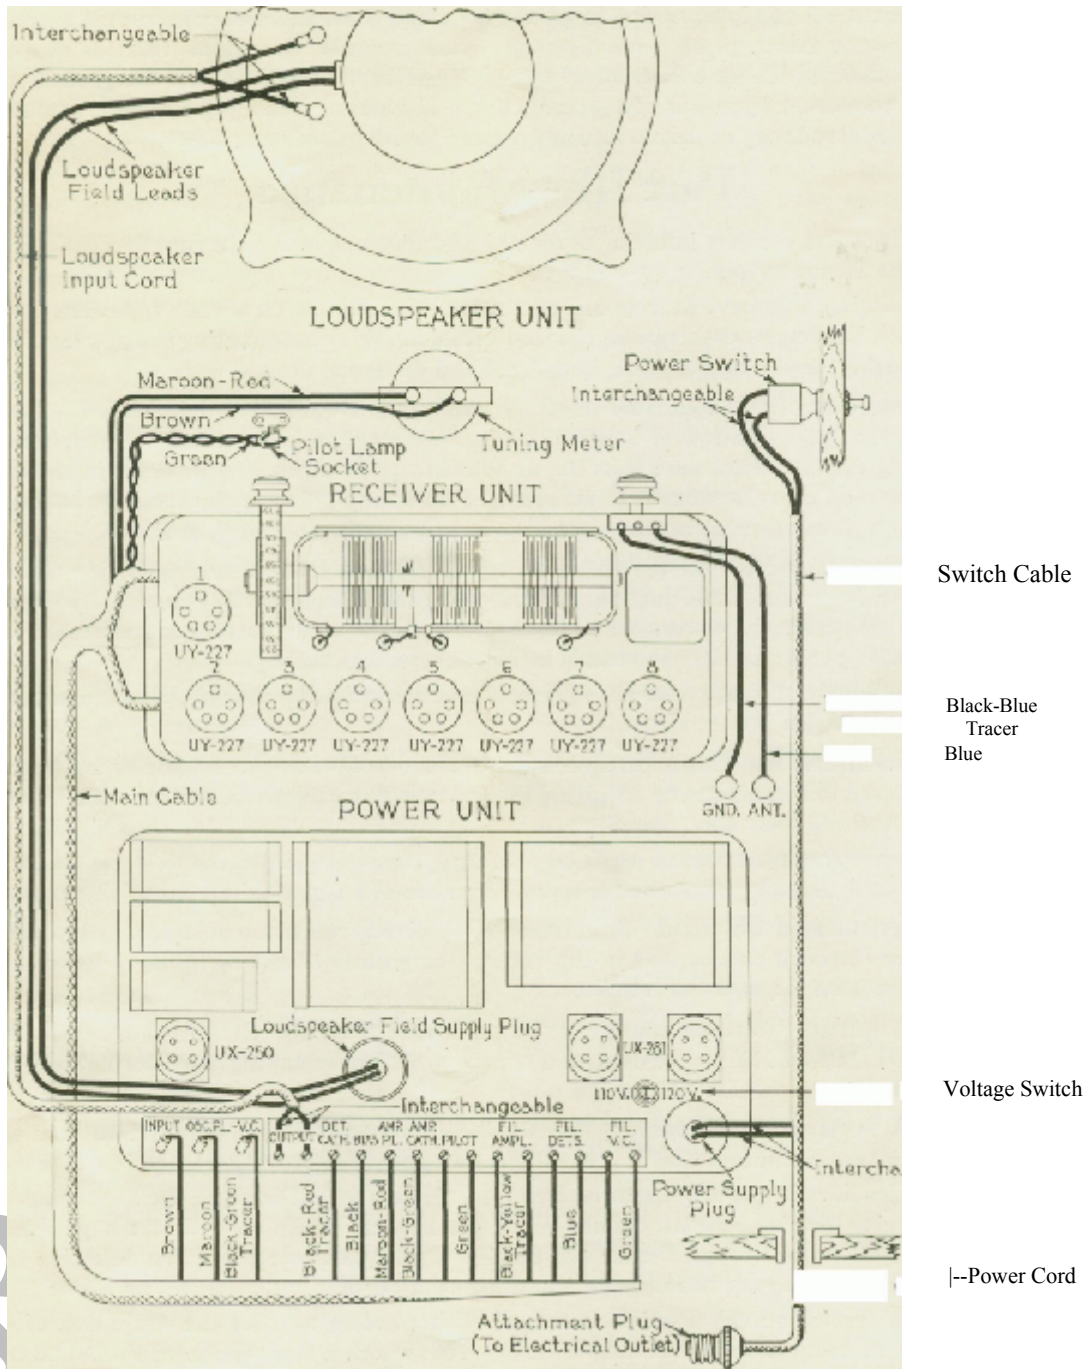 Interchangeable
Loudspeaker
Field Leads
Loudspeaker
Input Cord
LOUDSPEAKER UNIT
Maroon-Red
Brown
Green
Pilot Lamp
Socket
Tuning Meter
Power Switch
Interchangeable
RECEIVER UNIT
Switch Cable
1
UY-227
2
3
4
5
6
7
8
UY-227
UY-227
UY-227
UY-227
UY-227
UY-227
UY-227
Black-Blue
Tracer
Blue
Main Cable
GND. ANT.
POWER UNIT
Loudspeaker Field Supply Plug
UX-250
UX-281
110V. 120V.
Voltage Switch
Interchangeable
INPUT OSC.PL. -V.C.
OUTPUT
DET. CATH.
BIAS
AMP. PL.
AMP. CATH.
PILOT
FIL. AMPL.
FIL. DETS.
FIL. V.C.
Brown
Maroon
Black-Green
Tracer
Black-Red
Tracer
Black
Maroon-Red
Black-Green
Green
Black-Yellow
Tracer
Blue
Green
Intercha
Power Supply
Plug
|--Power Cord
Attachment Plug
(To Electrical Outlet)